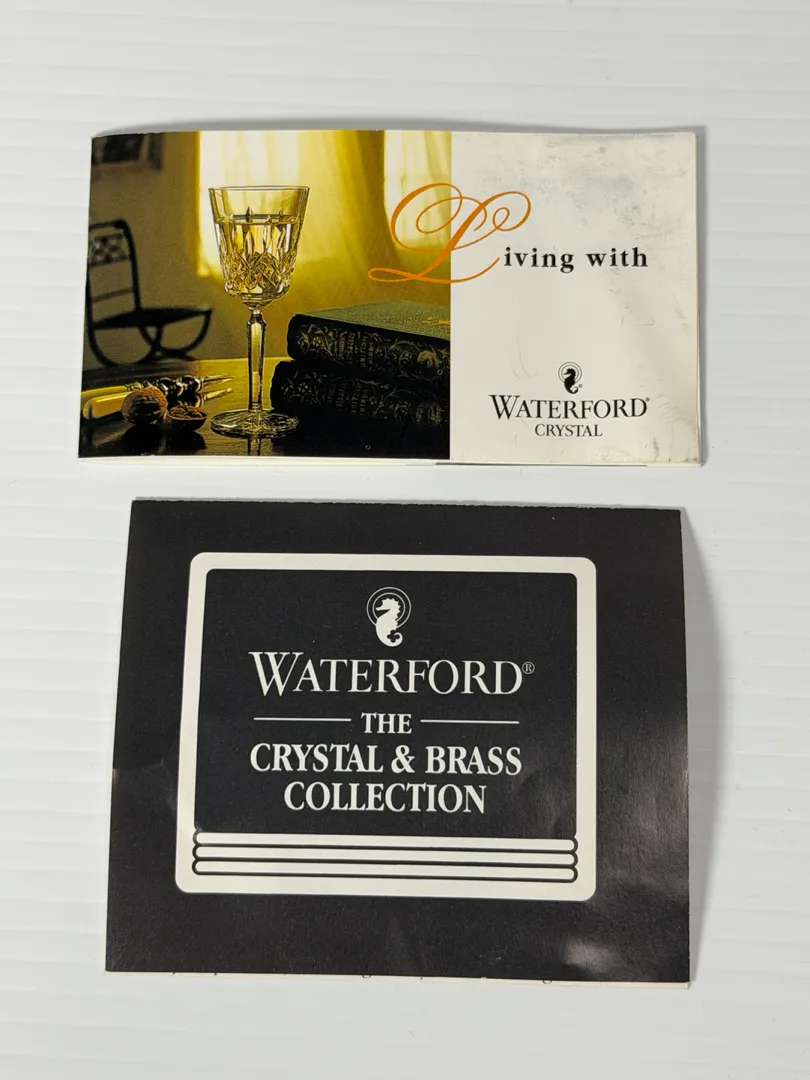 Living with
WATERFORD®
CRYSTAL
WATERFORD®
THE
CRYSTAL & BRASS
COLLECTION